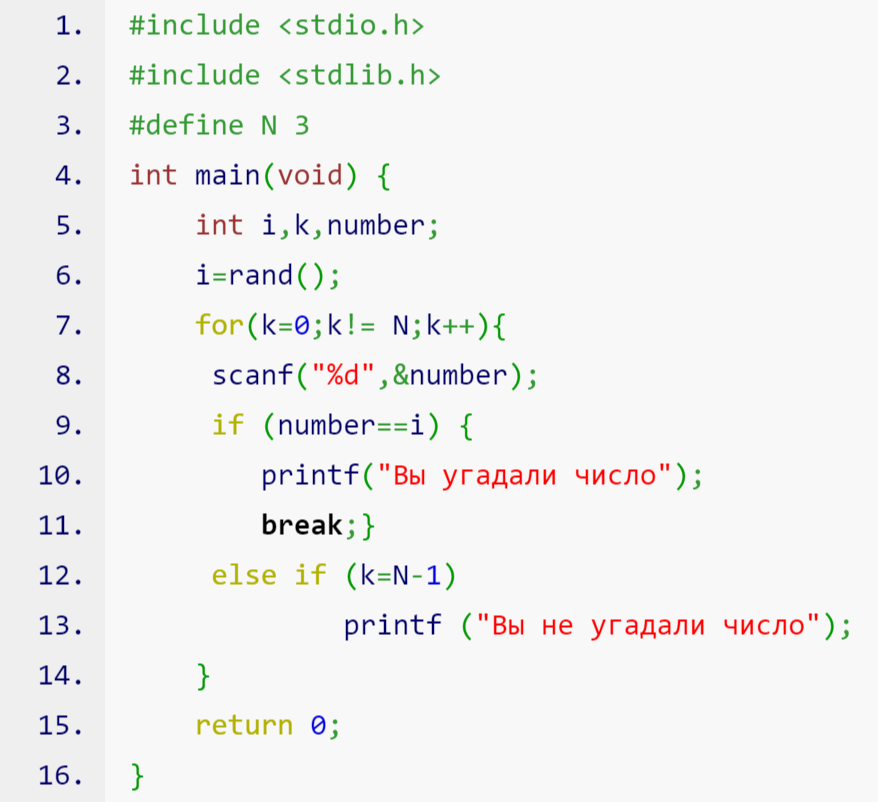 1. #include <stdio.h>
2. #include <stdlib.h>
3. #define N 3
4. int main(void) {
5.     int i,k,number;
6.     i=rand();
7.     for(k=0;k!= N;k++){
8.      scanf("%d",&number);
9.      if (number==i) {
10.         printf("Вы угадали число");
11.         break;}
12.      else if (k=N-1)
13.              printf ("Вы не угадали число");
14.     }
15.     return 0;
16. }